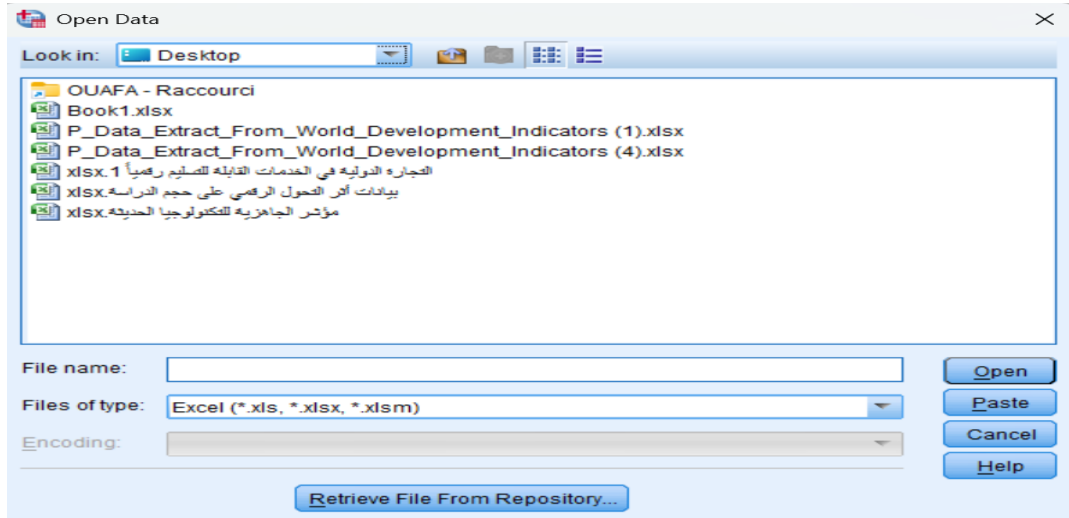 Open Data
Look in: Desktop
OUAFA - Raccourci
Book1.xlsx
P_Data_Extract_From_World_Development_Indicators (1).xlsx
P_Data_Extract_From_World_Development_Indicators (4).xlsx
التجارة الدولية في الخدمات القابلة للتسليم رقمياً 1.xlsx
بيانات أثر التحول الرقمي على حجم الدراسة.xlsx
مؤشر الجاهزية للتكنولوجيا الحديثة.xlsx
File name:
Open
Files of type: Excel (*.xls, *.xlsx, *.xlsm)
Paste
Encoding:
Cancel
Help
Retrieve File From Repository...